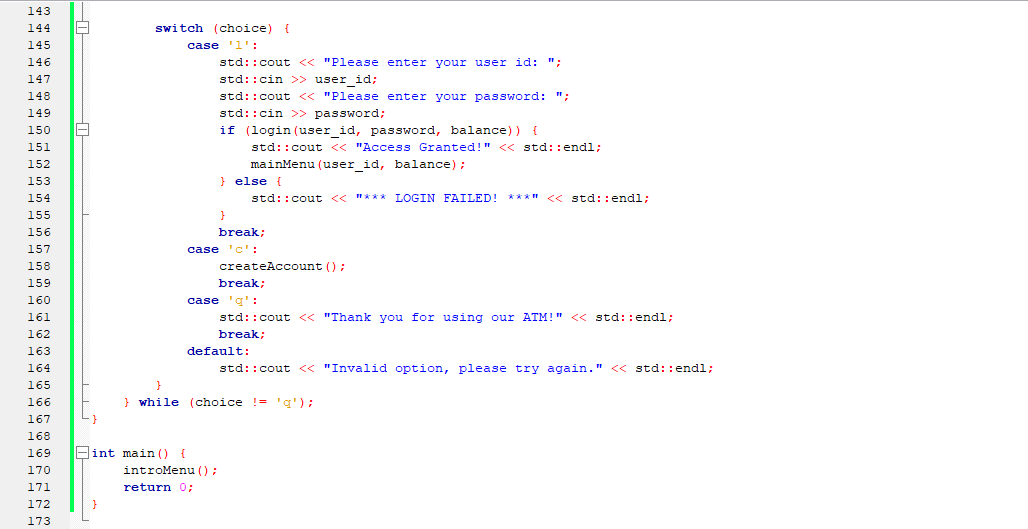 143
144 switch (choice) {
145 case 'l':
146 std::cout << "Please enter your user id: ";
147 std::cin >> user_id;
148 std::cout << "Please enter your password: ";
149 std::cin >> password;
150 if (login(user_id, password, balance)) {
151 std::cout << "Access Granted!" << std::endl;
152 mainMenu(user_id, balance);
153 } else {
154 std::cout << "*** LOGIN FAILED! ***" << std::endl;
155 }
156 break;
157 case 'c':
158 createAccount();
159 break;
160 case 'q':
161 std::cout << "Thank you for using our ATM!" << std::endl;
162 break;
163 default:
164 std::cout << "Invalid option, please try again." << std::endl;
165 }
166 } while (choice != 'q');
167 }
168
169 int main() {
170 introMenu();
171 return 0;
172 }
173